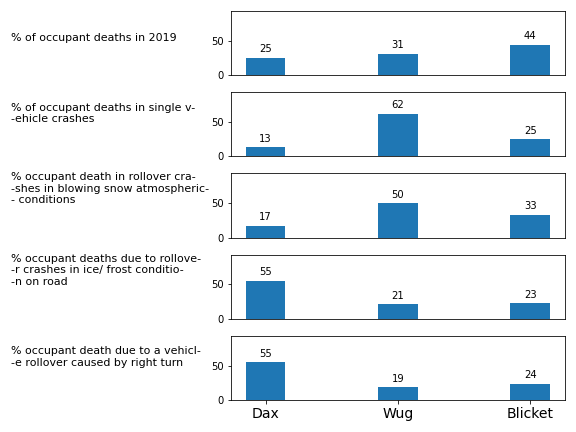 % of occupant deaths in 2019
50
0
25
31
44
% of occupant deaths in single v-
-ehicle crashes
50
0
13
62
25
% occupant death in rollover cra-
-shes in blowing snow atmospheric-
- conditions
50
0
17
50
33
% occupant deaths due to rollove-
-r crashes in ice/ frost conditio-
-n on road
50
0
55
21
23
% occupant death due to a vehicl-
-e rollover caused by right turn
50
0
55
19
24
Dax Wug Blicket